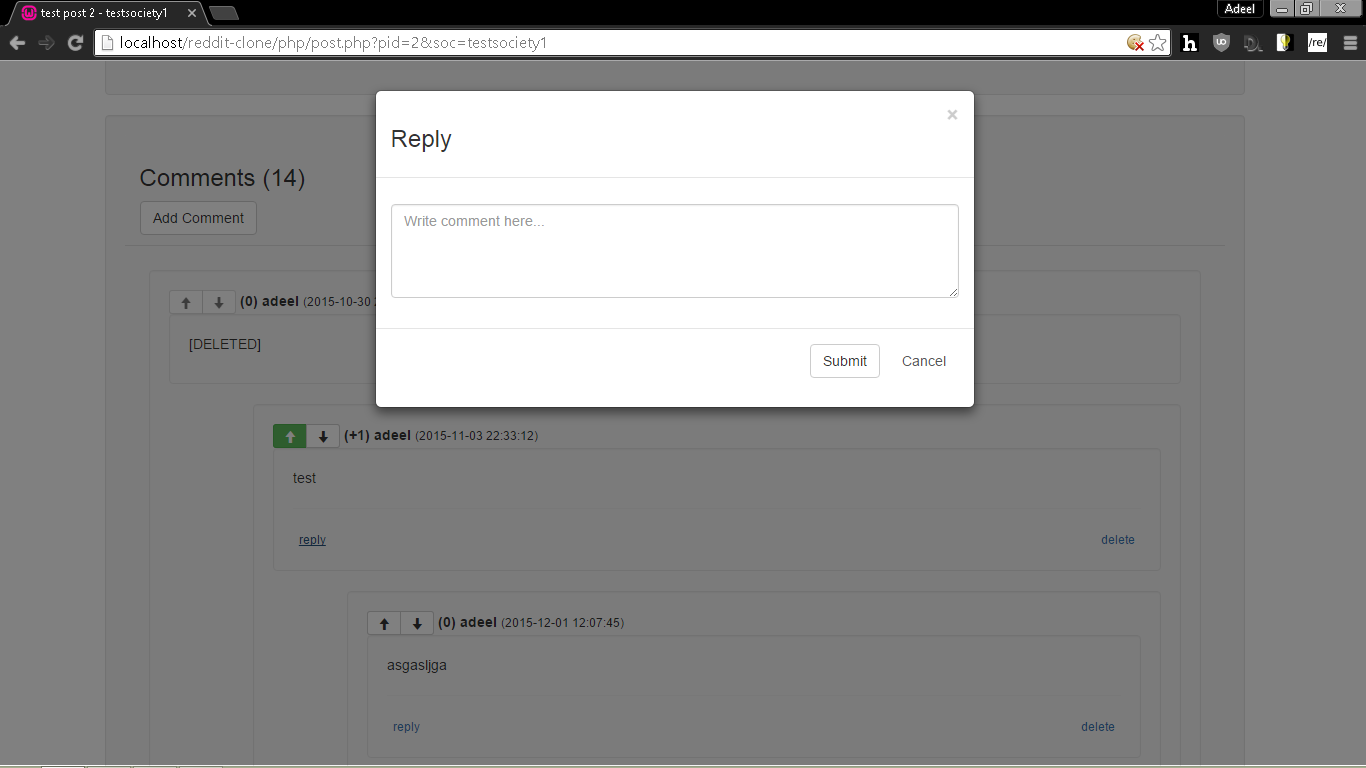 test post 2 - testsociety1
Adeel
localhost/reddit-clone/php/post.php?pid=2&soc=testsociety1
h
/re/
×
Reply
Comments (14)
Add Comment
Write comment here...
(0) adeel (2015-10-30
[DELETED]
Submit Cancel
(+1) adeel (2015-11-03 22:33:12)
test
reply delete
(0) adeel (2015-12-01 12:07:45)
asgasljga
reply delete